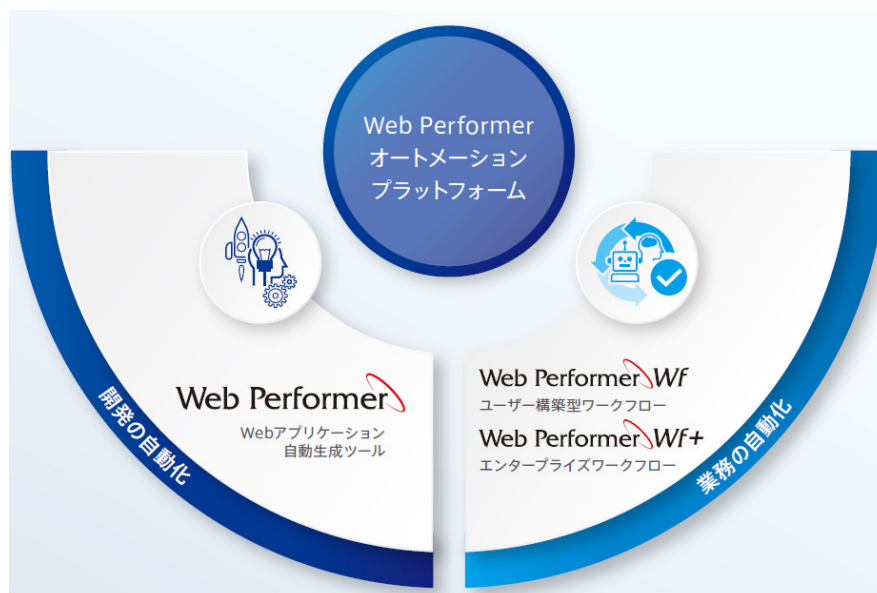 Web Performer
オートメーション
プラットフォーム
開発の自動化
Web Performer
Webアプリケーション
自動生成ツール
Web Performer Wf
ユーザー構築型ワークフロー
Web Performer Wf+
エンタープライズワークフロー
業務の自動化